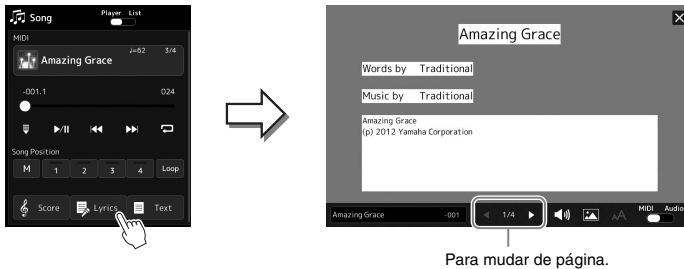 Song
Player List
MIDI
♩=62 3/4
Amazing Grace
-001.1 024
Song Position
M 1 2 3 4 Loop
Score Lyrics Text
Amazing Grace
Words by Traditional
Music by Traditional
Amazing Grace
(p) 2012 Yamaha Corporation
Amazing Grace -001 1/4 AA MIDI Audio
Para mudar de página.